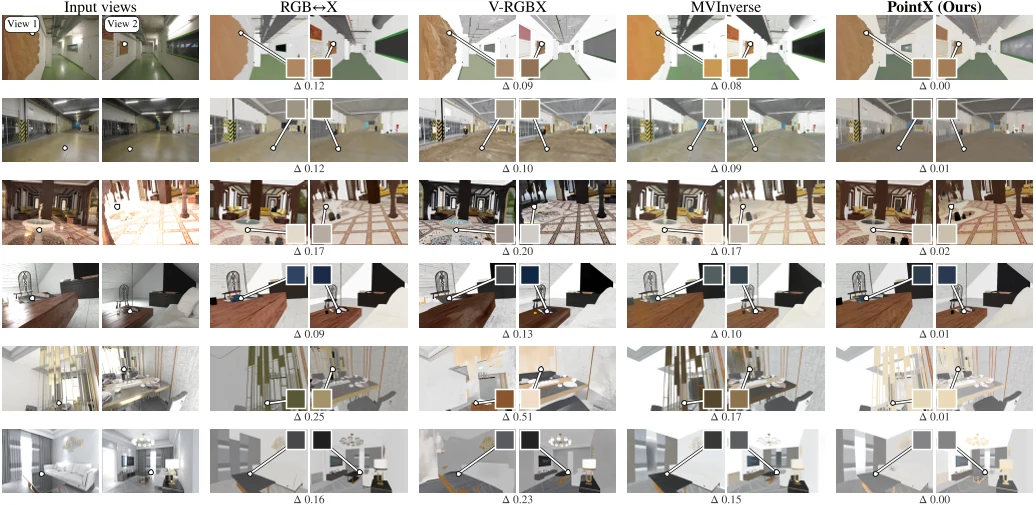 Input views RGB↔X V-RGBX MVInverse PointX (Ours)
View 1 View 2
Δ 0.12 Δ 0.09 Δ 0.08 Δ 0.00
Δ 0.12 Δ 0.10 Δ 0.09 Δ 0.01
Δ 0.17 Δ 0.20 Δ 0.17 Δ 0.02
Δ 0.09 Δ 0.13 Δ 0.10 Δ 0.01
Δ 0.25 Δ 0.51 Δ 0.17 Δ 0.01
Δ 0.16 Δ 0.23 Δ 0.15 Δ 0.00